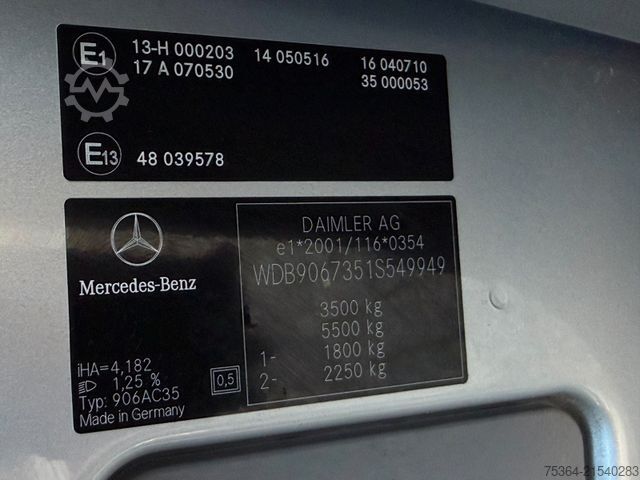 E1 13-H 000203 14 050516 16 040710
17 A 070530 35 000053
E13 48 039578
DAIMLER AG
e1*2001/116*0354
WDB9067351S549949
Mercedes-Benz
3500 kg
5500 kg
1- 1800 kg
2- 2250 kg
iHA=4,182
1,25 %
0,5
Typ: 906AC35
Made in Germany
75364-21540283